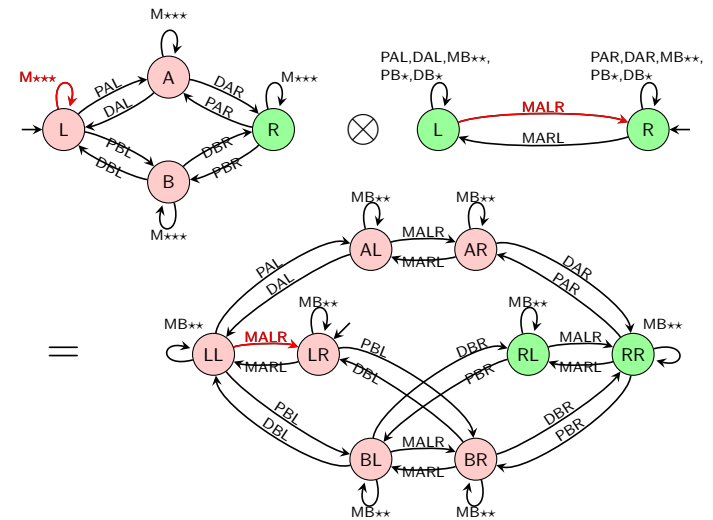 M⋆⋆⋆
M⋆⋆⋆
A
PAL
DAL
DAR
PAR
M⋆⋆⋆
L
R
PBL
DBL
DBR
PBR
B
M⋆⋆⋆
⊗
PAL,DAL,MB⋆⋆,
PB⋆,DB⋆
PAR,DAR,MB⋆⋆,
PB⋆,DB⋆
L
MALR
MARL
R
=
MB⋆⋆
MB⋆⋆
AL
MALR
MARL
AR
PAL
DAL
DAR
PAR
MB⋆⋆
MB⋆⋆
MB⋆⋆
MB⋆⋆
LL
MALR
MARL
LR
PBL
DBL
DBR
PBR
RL
MALR
MARL
RR
PBL
DBL
DBR
PBR
BL
MALR
MARL
BR
MB⋆⋆
MB⋆⋆